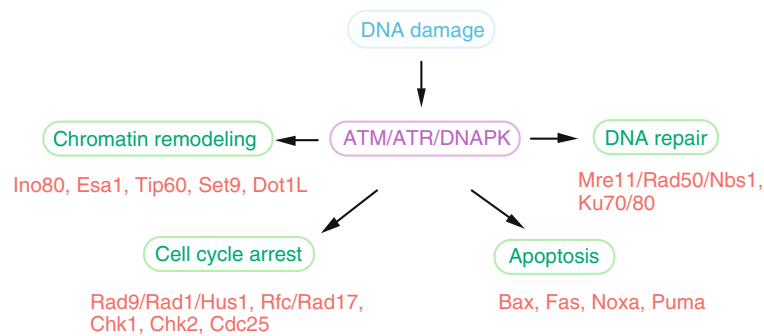 DNA damage
Chromatin remodeling
ATM/ATR/DNAPK
DNA repair
Ino80, Esa1, Tip60, Set9, Dot1L
Mre11/Rad50/Nbs1,
Ku70/80
Cell cycle arrest
Apoptosis
Rad9/Rad1/Hus1, Rfc/Rad17,
Chk1, Chk2, Cdc25
Bax, Fas, Noxa, Puma